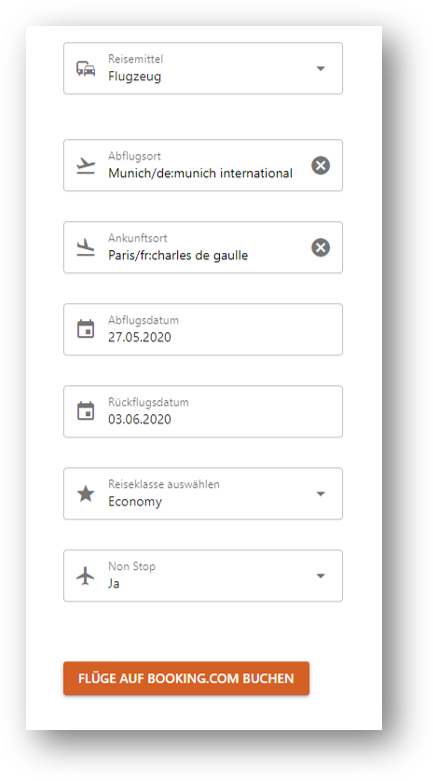 Reisemittel
Flugzeug
Abflugsort
Munich/de:munich international
Ankunftsort
Paris/fr:charles de gaulle
Abflugsdatum
27.05.2020
Rückflugsdatum
03.06.2020
Reiseklasse auswählen
Economy
Non Stop
Ja
FLÜGE AUF BOOKING.COM BUCHEN